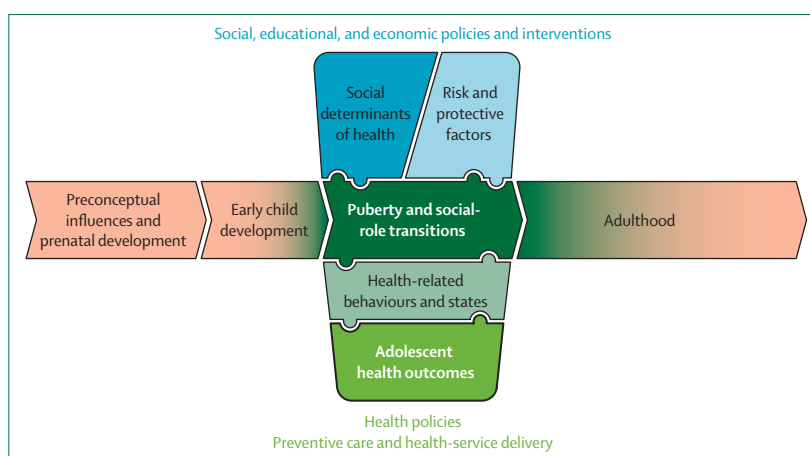 Social, educational, and economic policies and interventions
Social
determinants
of health
Risk and
protective
factors
Preconceptual
influences and
prenatal development
Early child
development
Puberty and social-
role transitions
Adulthood
Health-related
behaviours and states
Adolescent
health outcomes
Health policies
Preventive care and health-service delivery